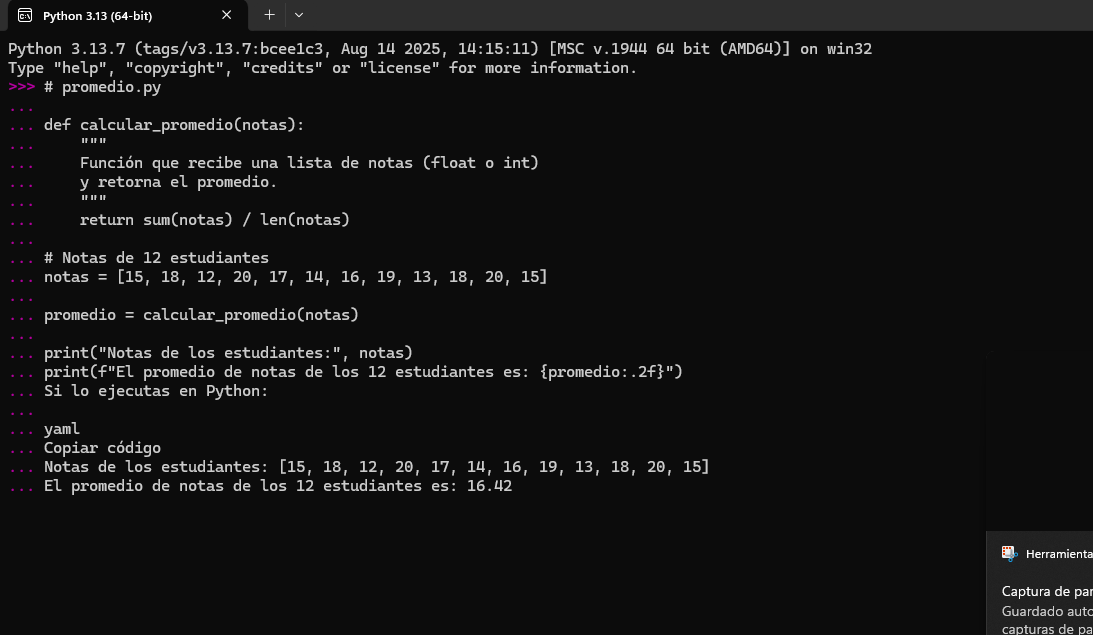 Python 3.13 (64-bit)
Python 3.13.7 (tags/v3.13.7:bcee1c3, Aug 14 2025, 14:15:11) [MSC v.1944 64 bit (AMD64)] on win32
Type "help", "copyright", "credits" or "license" for more information.
>>> # promedio.py
...
... def calcular_promedio(notas):
...     """
...     Función que recibe una lista de notas (float o int)
...     y retorna el promedio.
...     """
...     return sum(notas) / len(notas)
...
... # Notas de 12 estudiantes
... notas = [15, 18, 12, 20, 17, 14, 16, 19, 13, 18, 20, 15]
...
... promedio = calcular_promedio(notas)
...
... print("Notas de los estudiantes:", notas)
... print(f"El promedio de notas de los 12 estudiantes es: {promedio:.2f}")
... Si lo ejecutas en Python:
...
... yaml
... Copiar código
... Notas de los estudiantes: [15, 18, 12, 20, 17, 14, 16, 19, 13, 18, 20, 15]
... El promedio de notas de los 12 estudiantes es: 16.42
Herramienta
Captura de pan
Guardado auto
capturas de pa